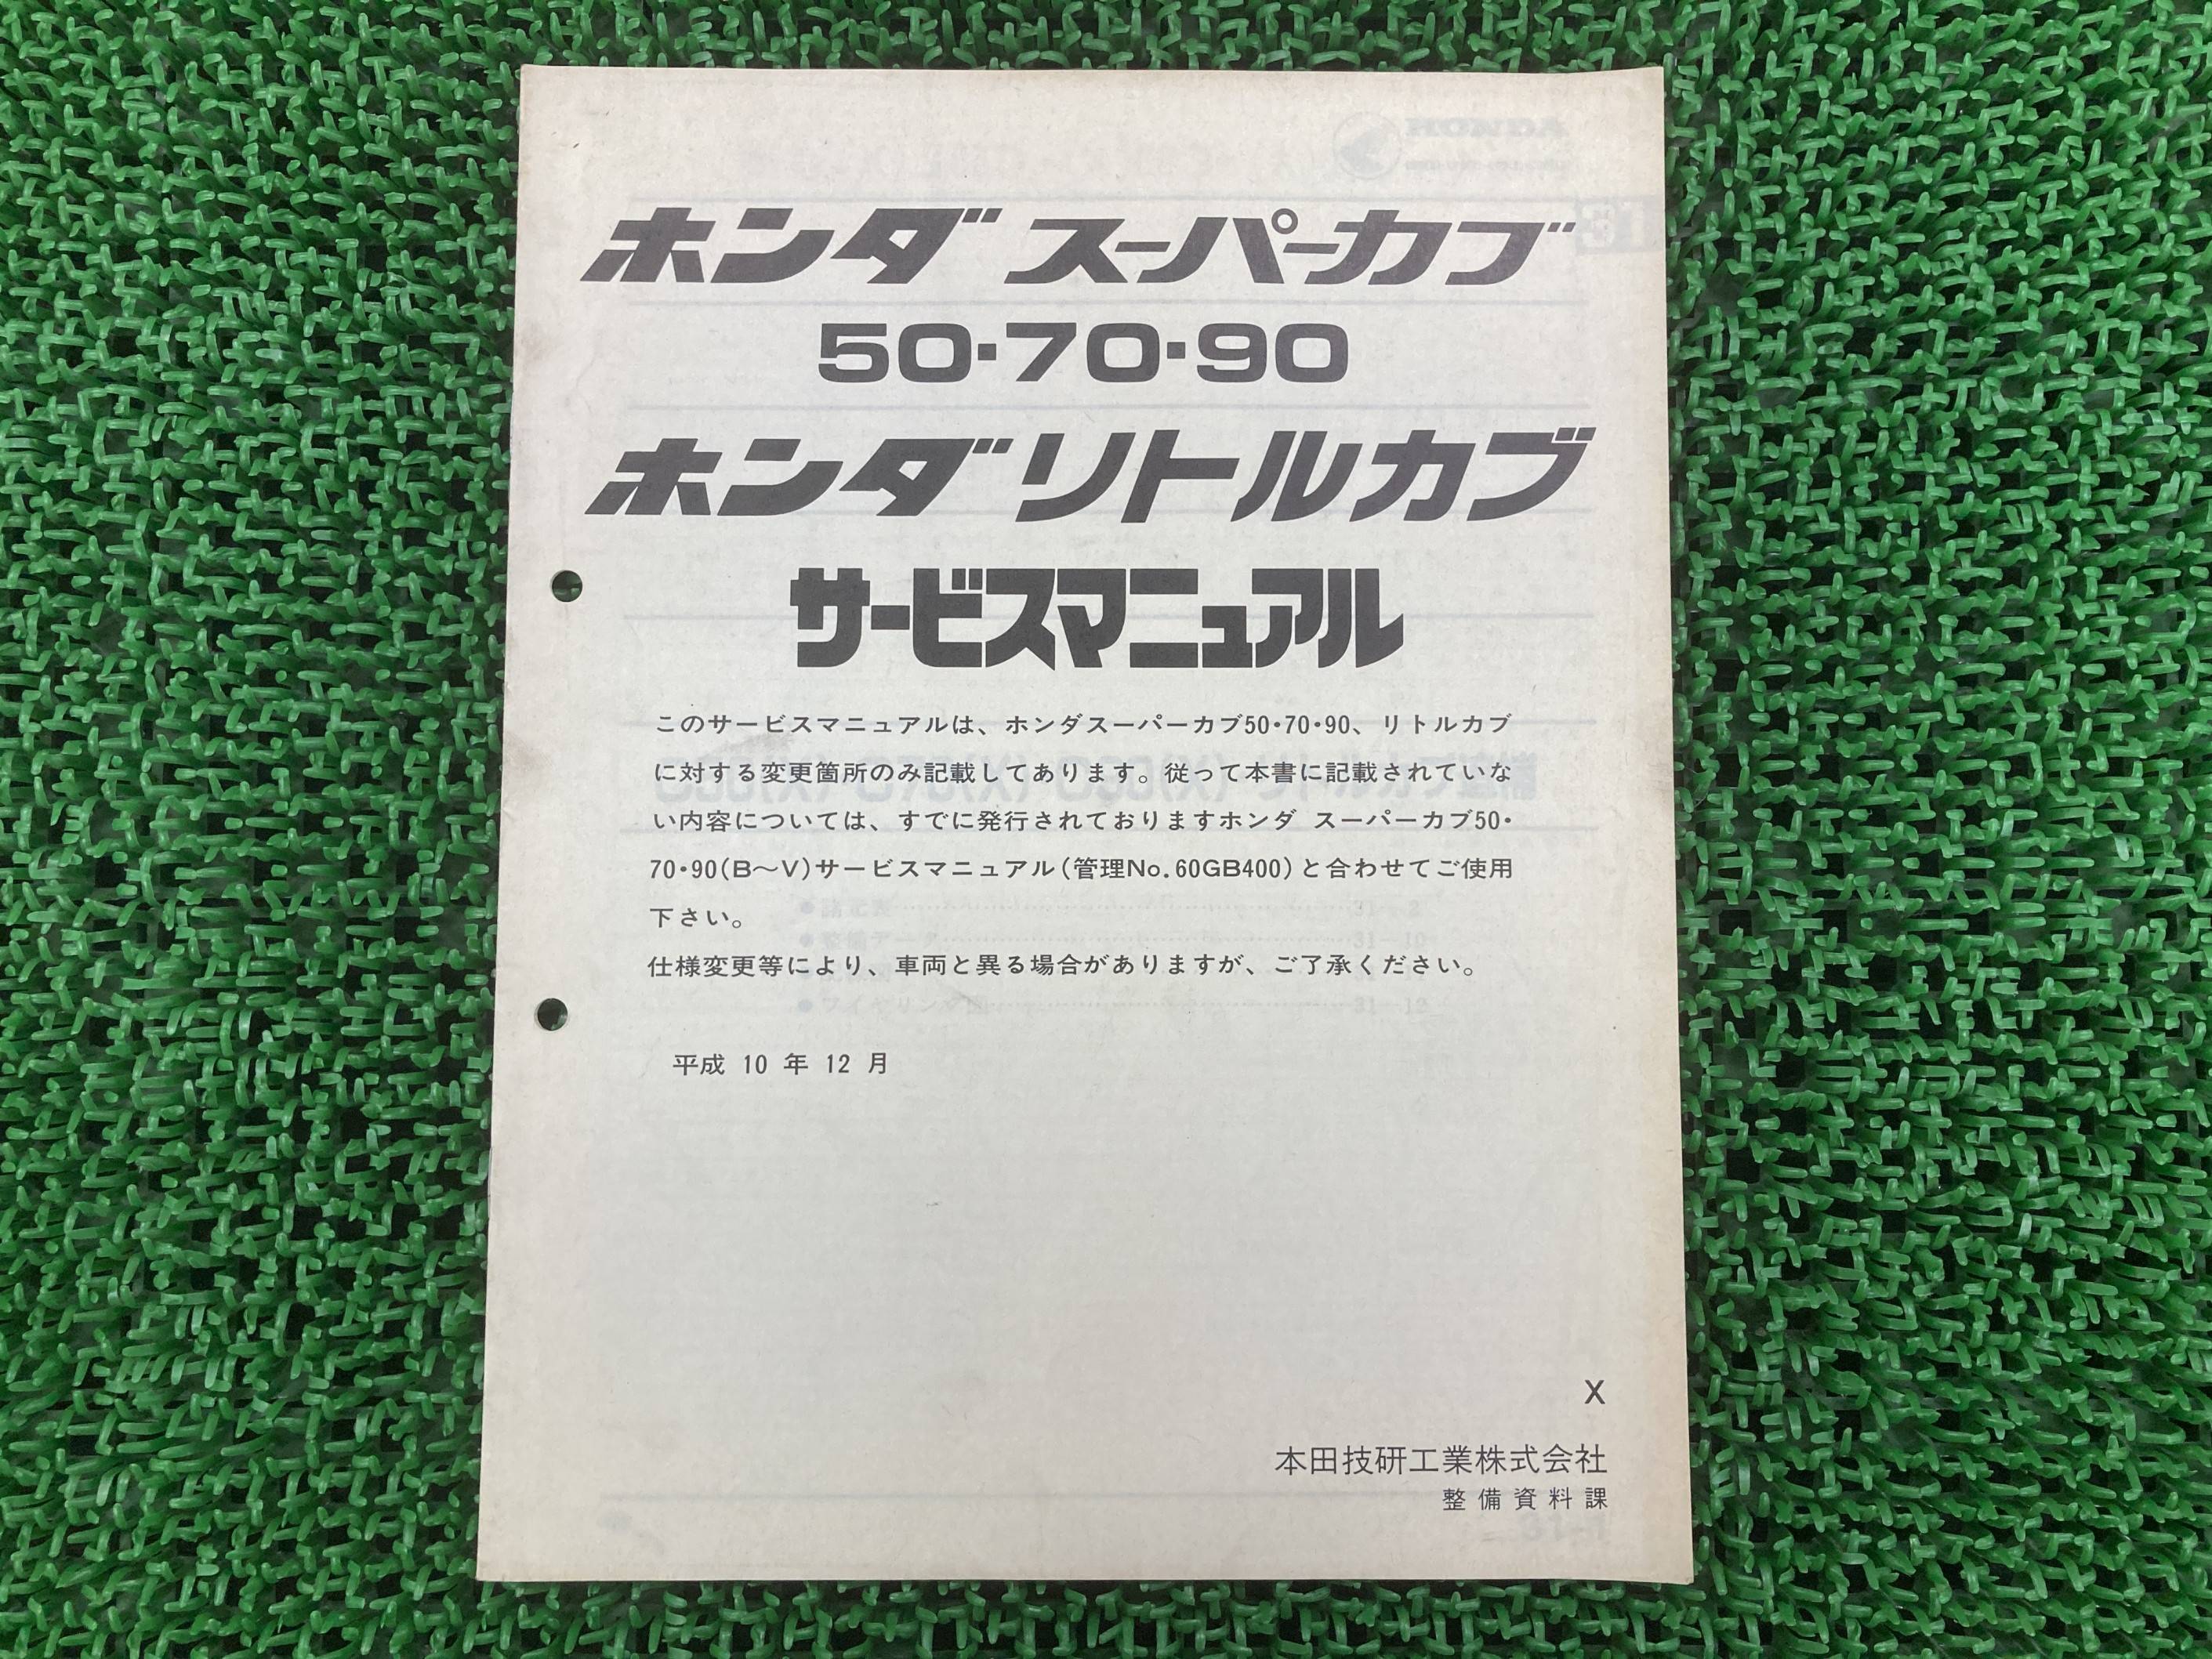 ホンダ スーパーカブ
50・70・90
ホンダ リトルカブ
サービスマニュアル
このサービスマニュアルは、ホンダスーパーカブ50・70・90、リトルカブ
に対する変更箇所のみ記載してあります。従って本書に記載されていな
い内容については、すでに発行されておりますホンダ スーパーカブ50・
70・90(B〜V)サービスマニュアル(管理No.60GB400)と合わせてご使用
下さい。
仕様変更等により、車両と異る場合がありますが、ご了承ください。
平成 10 年 12 月
X
本田技研工業株式会社
整備資料課